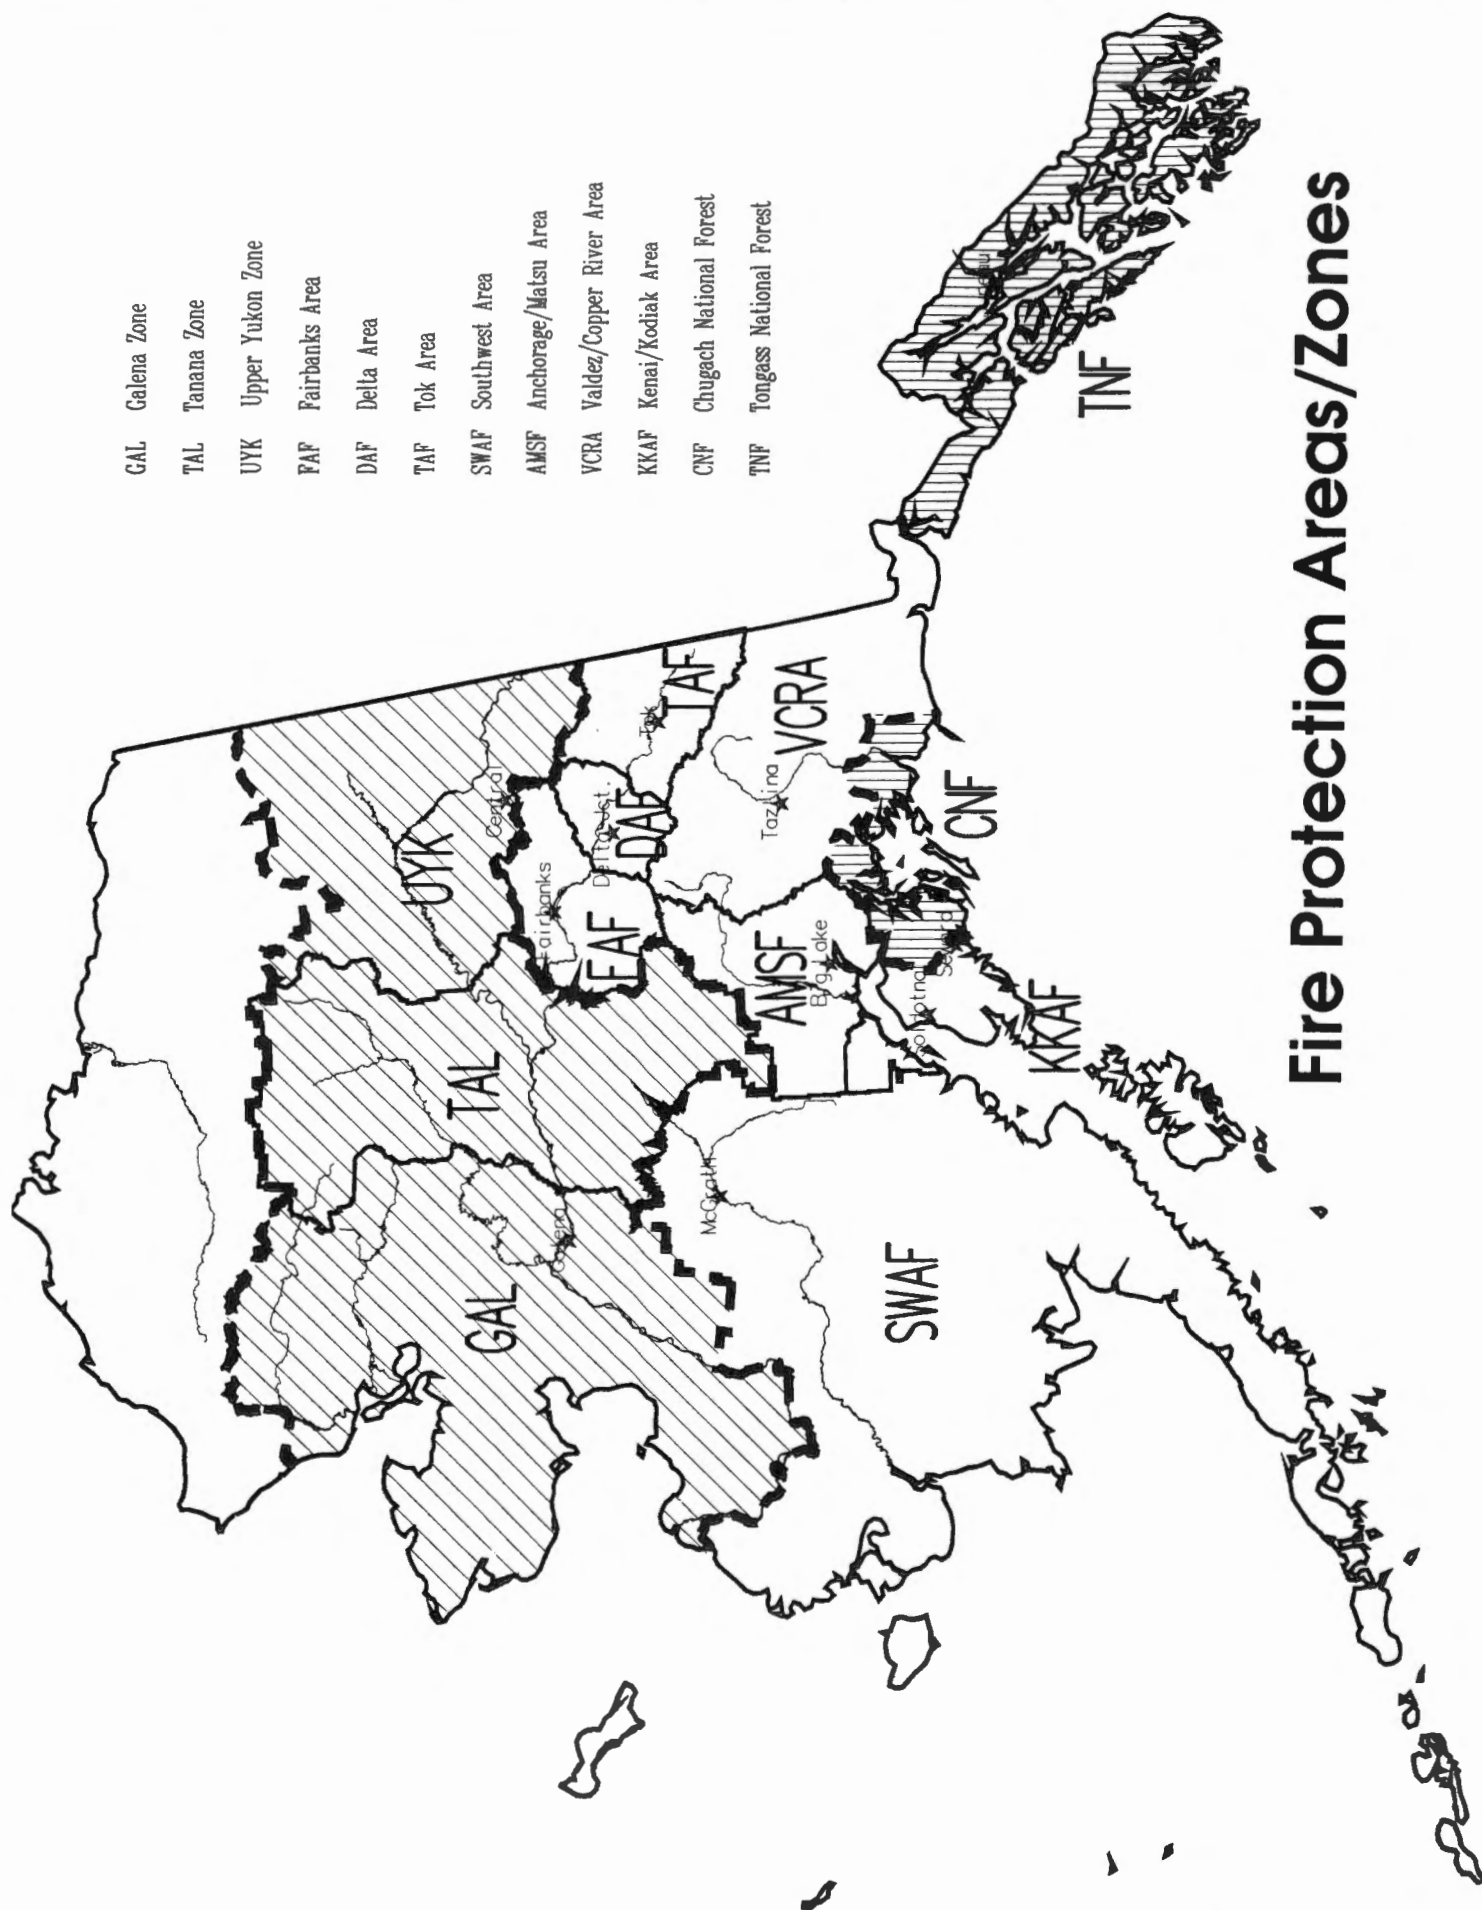 GAL Galena Zone
TAL Tanana Zone
UYK Upper Yukon Zone
FAF Fairbanks Area
DAF Delta Area
TAF Tok Area
SWAF Southwest Area
AMSF Anchorage/Matsu Area
VCRA Valdez/Copper River Area
KKAF Kenai/Kodiak Area
CNF Chugach National Forest
TNF Tongass National Forest
UYK
Central
TAL
GAL
Galena
Fairbanks
FAF
DAF
Tok
TAF
McGrath
Tazlina
VCRA
AMSF
Big Lake
SWAF
CNF
KKAF
TNF
Fire Protection Areas/Zones